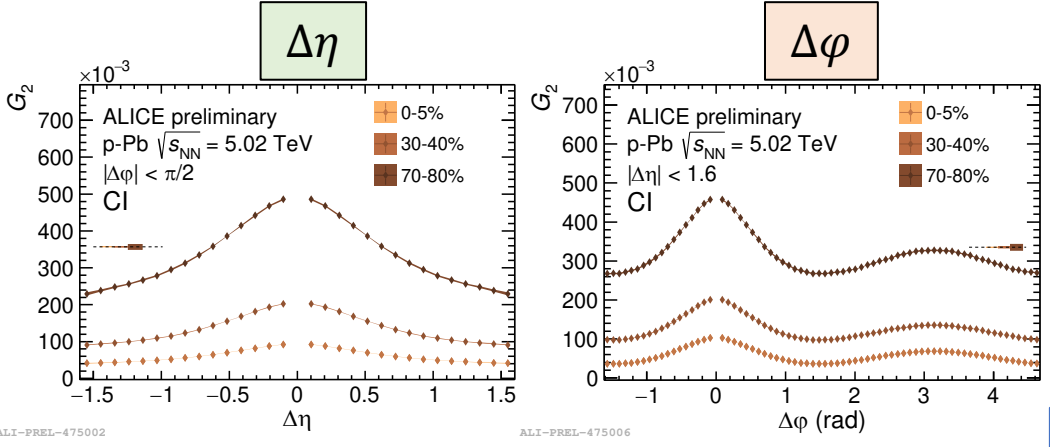 Δη
Δφ
×10⁻³
G₂
ALICE preliminary
p-Pb √s_NN = 5.02 TeV
|Δφ| < π/2
CI
0-5%
30-40%
70-80%
700
600
500
400
300
200
100
0
−1.5 −1 −0.5 0 0.5 1 1.5
Δη
ALI-PREL-475002
×10⁻³
G₂
ALICE preliminary
p-Pb √s_NN = 5.02 TeV
|Δη| < 1.6
CI
0-5%
30-40%
70-80%
700
600
500
400
300
200
100
0
−1 0 1 2 3 4
Δφ (rad)
ALI-PREL-475006